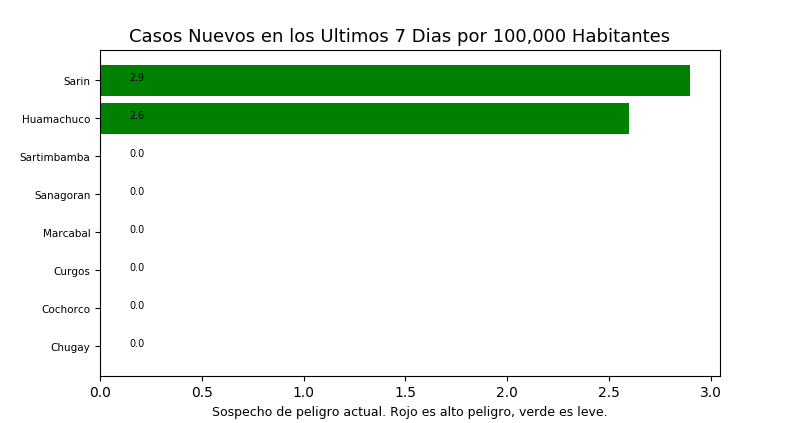 Casos Nuevos en los Ultimos 7 Dias por 100,000 Habitantes
Sarin 2.9
Huamachuco 2.6
Sartimbamba 0.0
Sanagoran 0.0
Marcabal 0.0
Curgos 0.0
Cochorco 0.0
Chugay 0.0
0.0 0.5 1.0 1.5 2.0 2.5 3.0
Sospecho de peligro actual. Rojo es alto peligro, verde es leve.